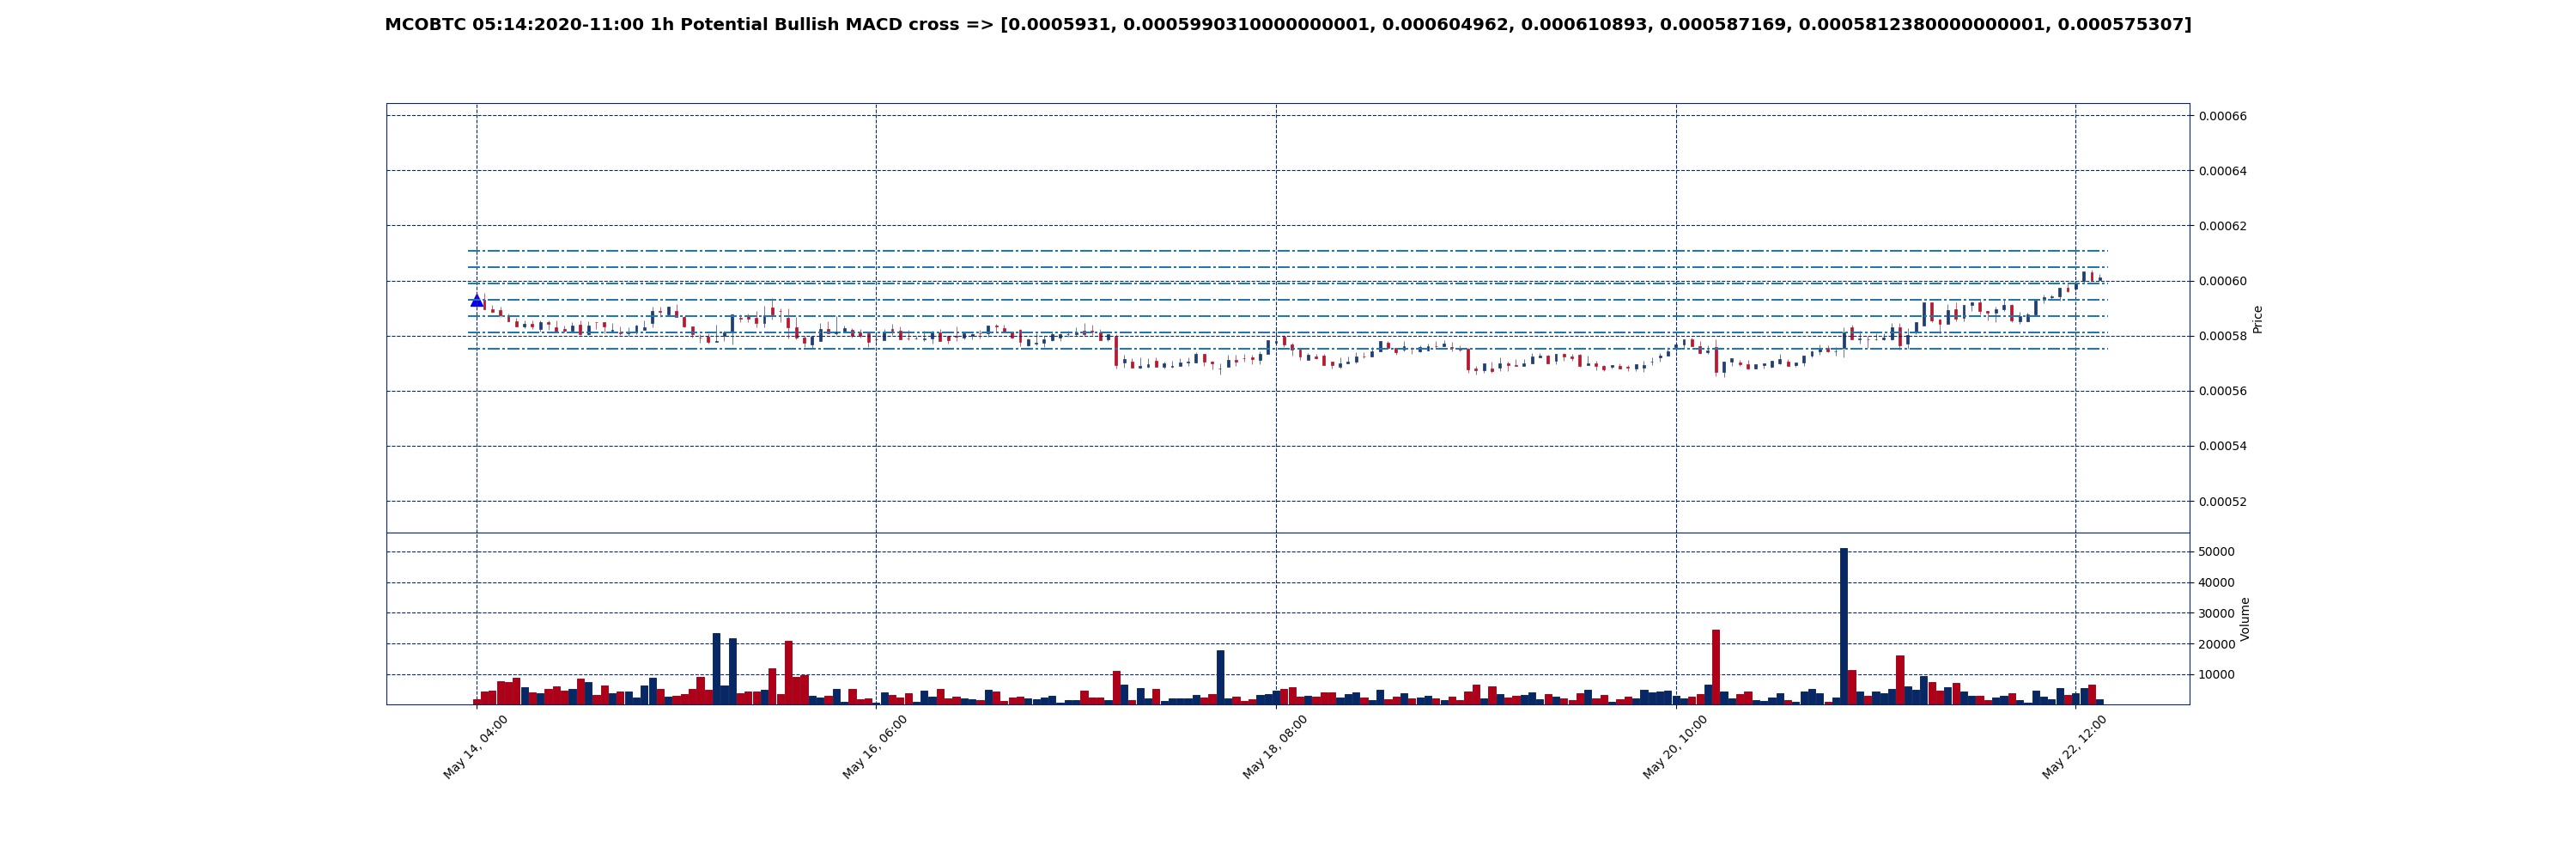 MCOBTC 05:14:2020-11:00 1h Potential Bullish MACD cross => [0.0005931, 0.0005990310000000001, 0.000604962, 0.000610893, 0.000587169, 0.0005812380000000001, 0.000575307]
0.00066
0.00064
0.00062
0.00060
0.00058
0.00056
0.00054
0.00052
Price
50000
40000
30000
20000
10000
Volume
May 14, 04:00
May 16, 06:00
May 18, 08:00
May 20, 10:00
May 22, 12:00